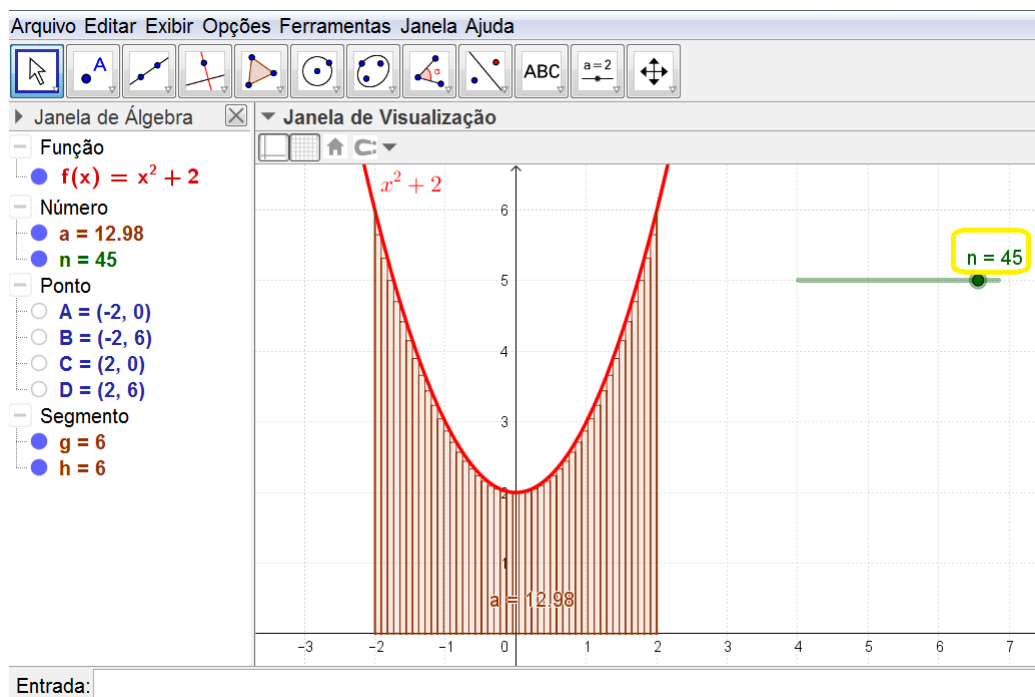 Arquivo Editar Exibir Opções Ferramentas Janela Ajuda
A
α
ABC
a=2
Janela de Álgebra
Janela de Visualização
Função
f(x) = x² + 2
Número
a = 12.98
n = 45
Ponto
A = (-2, 0)
B = (-2, 6)
C = (2, 0)
D = (2, 6)
Segmento
g = 6
h = 6
x² + 2
n = 45
6
5
4
3
2
1
a = 12.98
-3 -2 -1 0 1 2 3 4 5 6 7
Entrada: